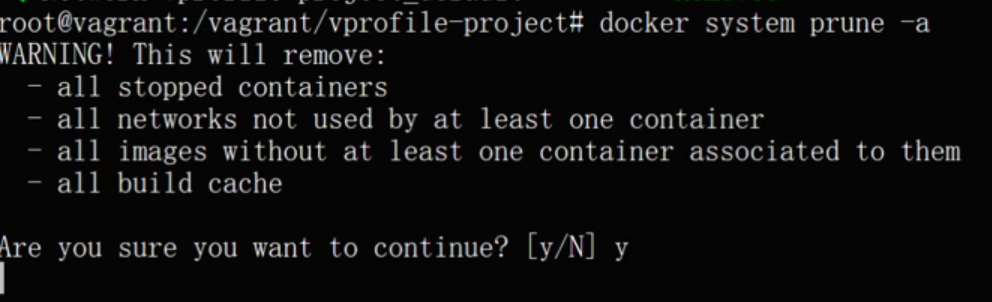 root@vagrant:/vagrant/vprofile-project# docker system prune -a
WARNING! This will remove:
  - all stopped containers
  - all networks not used by at least one container
  - all images without at least one container associated to them
  - all build cache
Are you sure you want to continue? [y/N] y